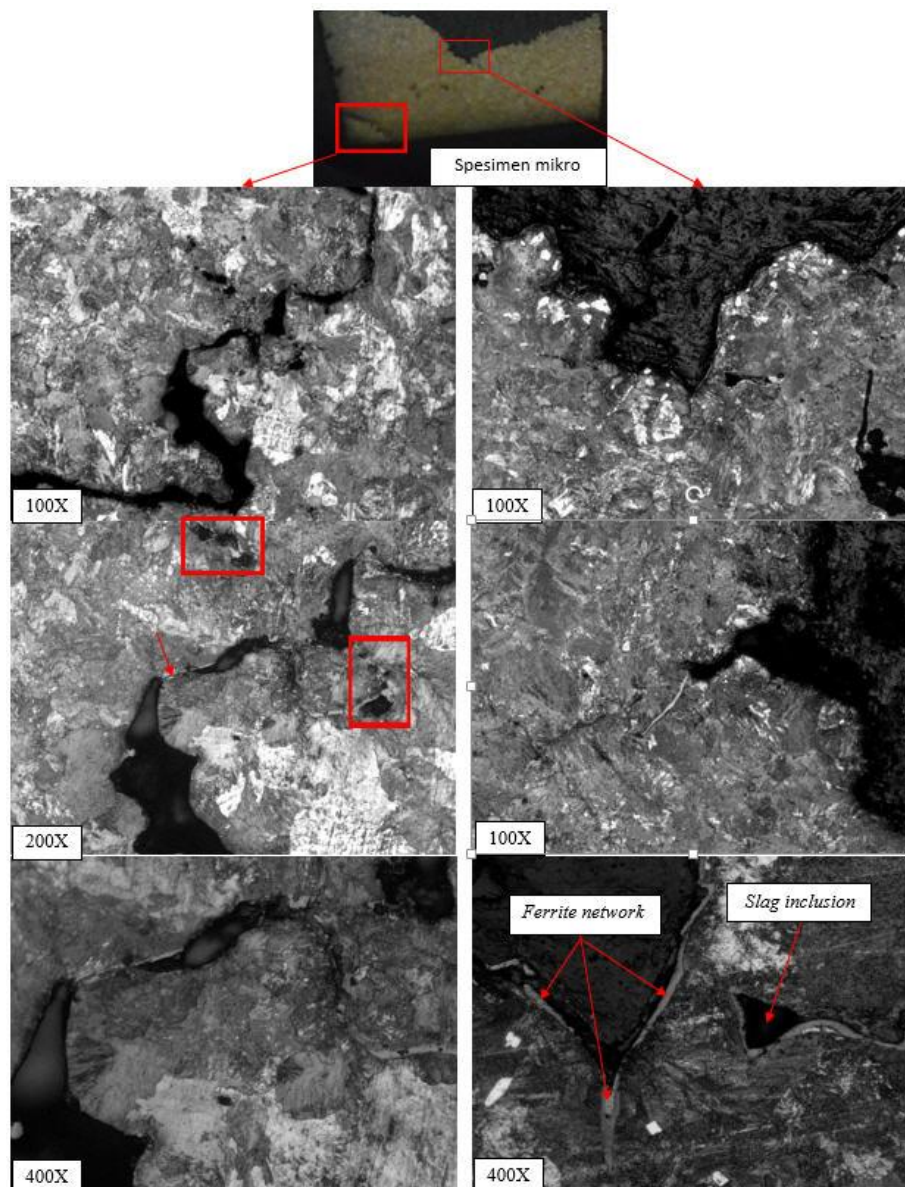 Spesimen mikro
100X
100X
200X
100X
Ferrite network
Slag inclusion
400X
400X